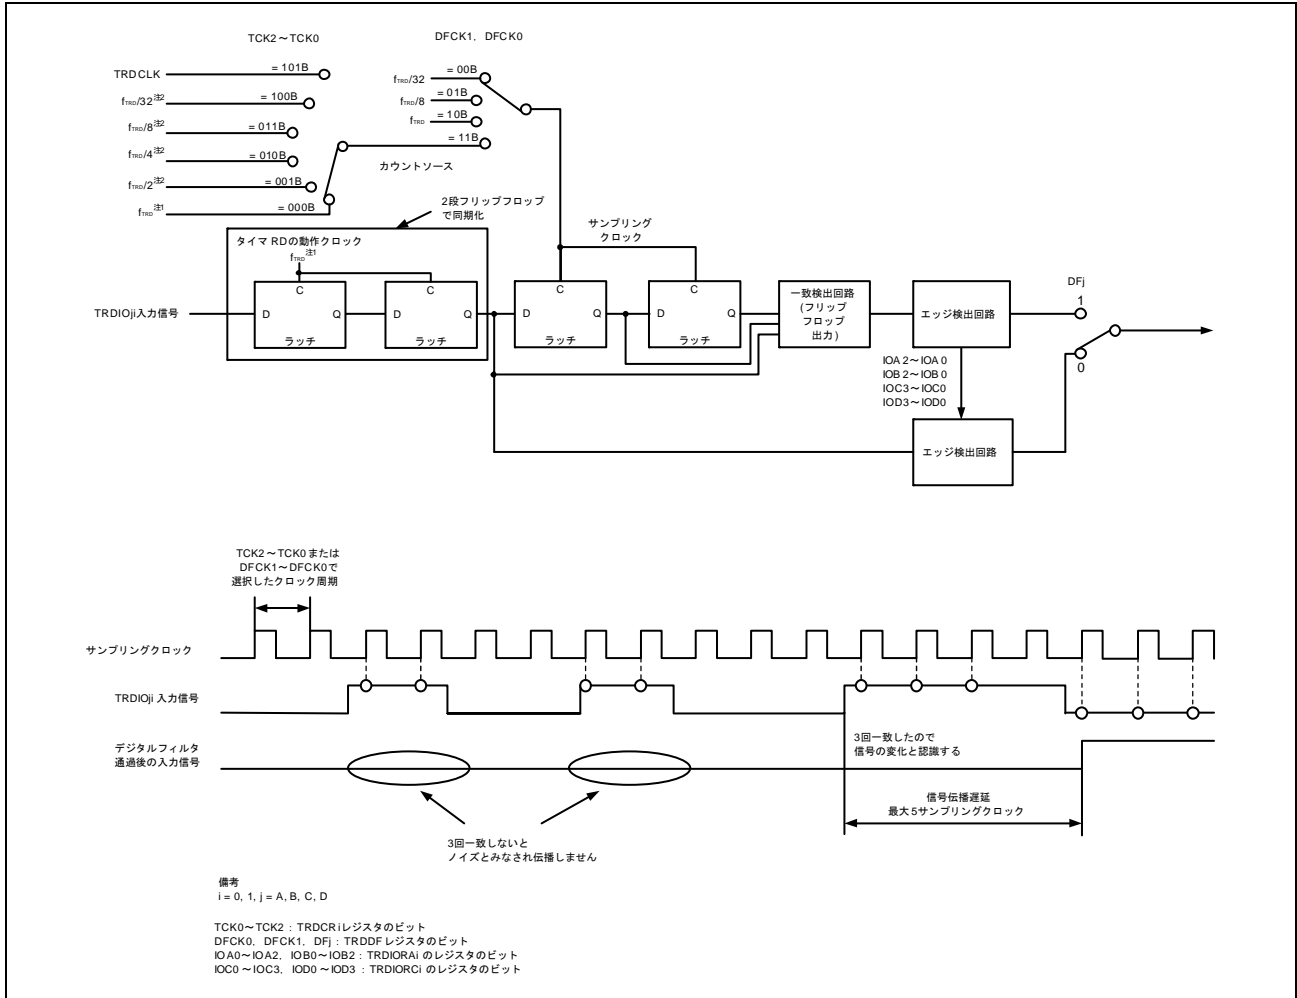 TCK2～TCK0
DFCK1, DFCK0
TRDCLK
= 101B
fTRD/32注2
= 100B
fTRD/8注2
= 011B
fTRD/4注2
= 010B
fTRD/2注2
= 001B
fTRD注1
= 000B
fTRD/32
= 00B
fTRD/8
= 01B
fTRD
= 10B
= 11B
カウントソース
2段フリップフロップ
で同期化
サンプリング
クロック
タイマ RDの動作クロック
fTRD注1
TRDIOji入力信号
C
D
Q
ラッチ
C
D
Q
ラッチ
C
D
Q
ラッチ
C
D
Q
ラッチ
一致検出回路
(フリップ
フロップ
出力)
エッジ検出回路
DFj
1
0
IOA 2～IOA 0
IOB 2～IOB 0
IOC3～IOC0
IOD3～IOD0
エッジ検出回路
TCK2～TCK0または
DFCK1～DFCK0で
選択したクロック周期
サンプリングクロック
TRDIOji 入力信号
デジタルフィルタ
通過後の入力信号
3回一致したので
信号の変化と認識する
信号伝播遅延
最大5サンプリングクロック
3回一致しないと
ノイズとみなされ伝播しません
備考
i = 0, 1, j = A, B, C, D
TCK0～TCK2 : TRDCRiレジスタのビット
DFCK0, DFCK1, DFj : TRDDFレジスタのビット
IOA0～IOA2, IOB0～IOB2 : TRDIORAi のレジスタのビット
IOC0 ～IOC3, IOD0 ～IOD3 : TRDIORCi のレジスタのビット